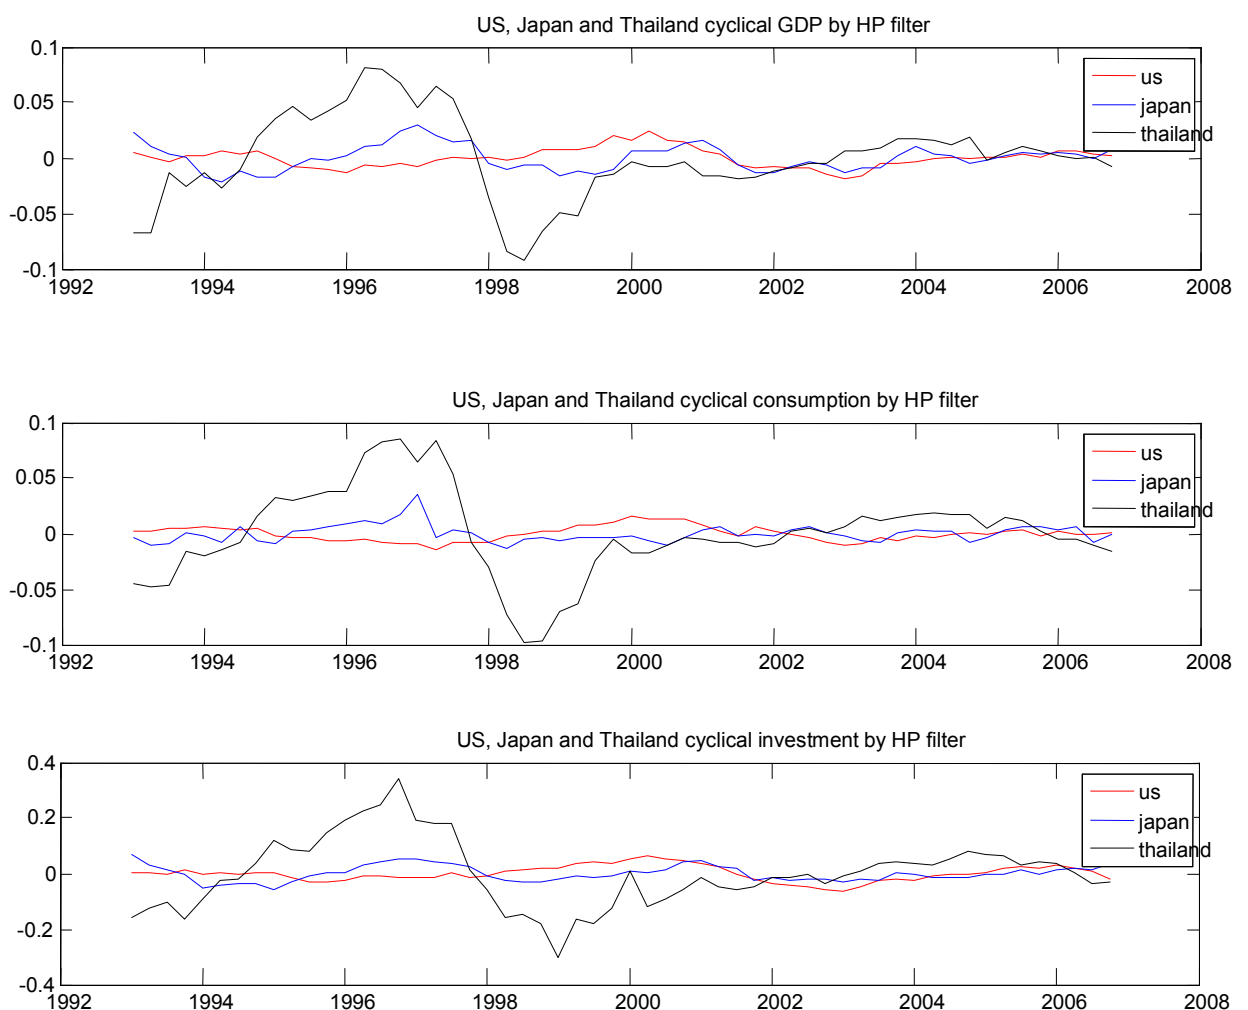 US, Japan and Thailand cyclical GDP by HP filter
0.1
0.05
0
-0.05
-0.1
us
japan
thailand
1992 1994 1996 1998 2000 2002 2004 2006 2008
US, Japan and Thailand cyclical consumption by HP filter
0.1
0.05
0
-0.05
-0.1
us
japan
thailand
1992 1994 1996 1998 2000 2002 2004 2006 2008
US, Japan and Thailand cyclical investment by HP filter
0.4
0.2
0
-0.2
-0.4
us
japan
thailand
1992 1994 1996 1998 2000 2002 2004 2006 2008